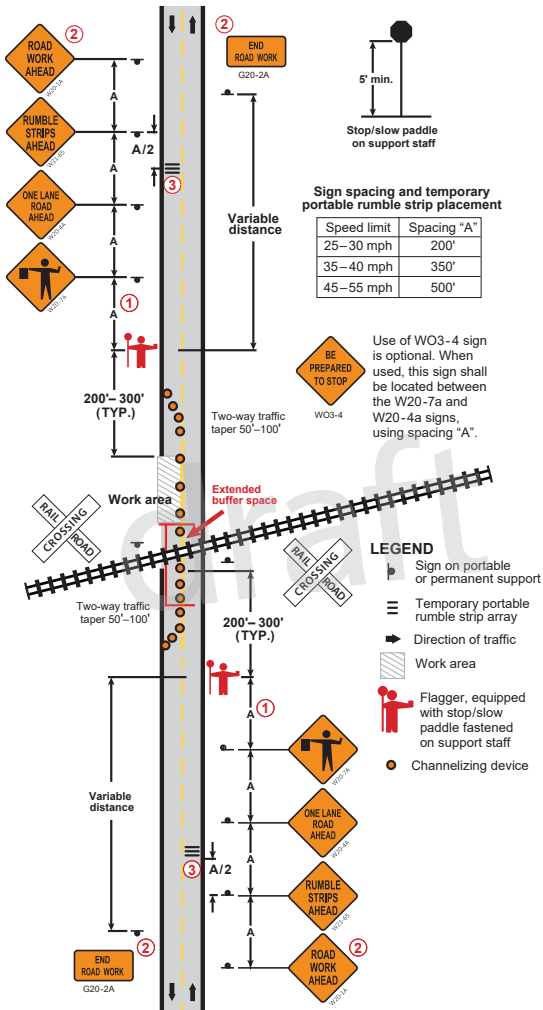 2
ROAD
WORK
AHEAD
W20-1A
A
RUMBLE
STRIPS
AHEAD
W21-65
A/2
3
A
ONE LANE
ROAD
AHEAD
W20-4A
A
W20-7A
1
A
200'– 300'
(TYP.)
2
END
ROAD WORK
G20-2A
Variable
distance
5' min.
Stop/slow paddle
on support staff
Sign spacing and temporary
portable rumble strip placement
Speed limit Spacing “A”
25–30 mph 200'
35–40 mph 350'
45–55 mph 500'
BE
PREPARED
TO STOP
WO3-4
Use of WO3-4 sign
is optional. When
used, this sign shall
be located between
the W20-7a and
W20-4a signs,
using spacing “A”.
Two-way traffic
taper 50'–100'
draft
Work area
Extended
buffer space
RAIL
ROAD
CROSSING
RAIL
ROAD
CROSSING
Two-way traffic
taper 50'–100'
200'– 300'
(TYP.)
LEGEND
Sign on portable
or permanent support
Temporary portable
rumble strip array
Direction of traffic
Work area
Flagger, equipped
with stop/slow
paddle fastened
on support staff
Channelizing device
A
1
W20-7A
A
ONE LANE
ROAD
AHEAD
W20-4A
A
3
A/2
RUMBLE
STRIPS
AHEAD
W21-65
A
2
ROAD
WORK
AHEAD
W20-1A
Variable
distance
2
END
ROAD WORK
G20-2A